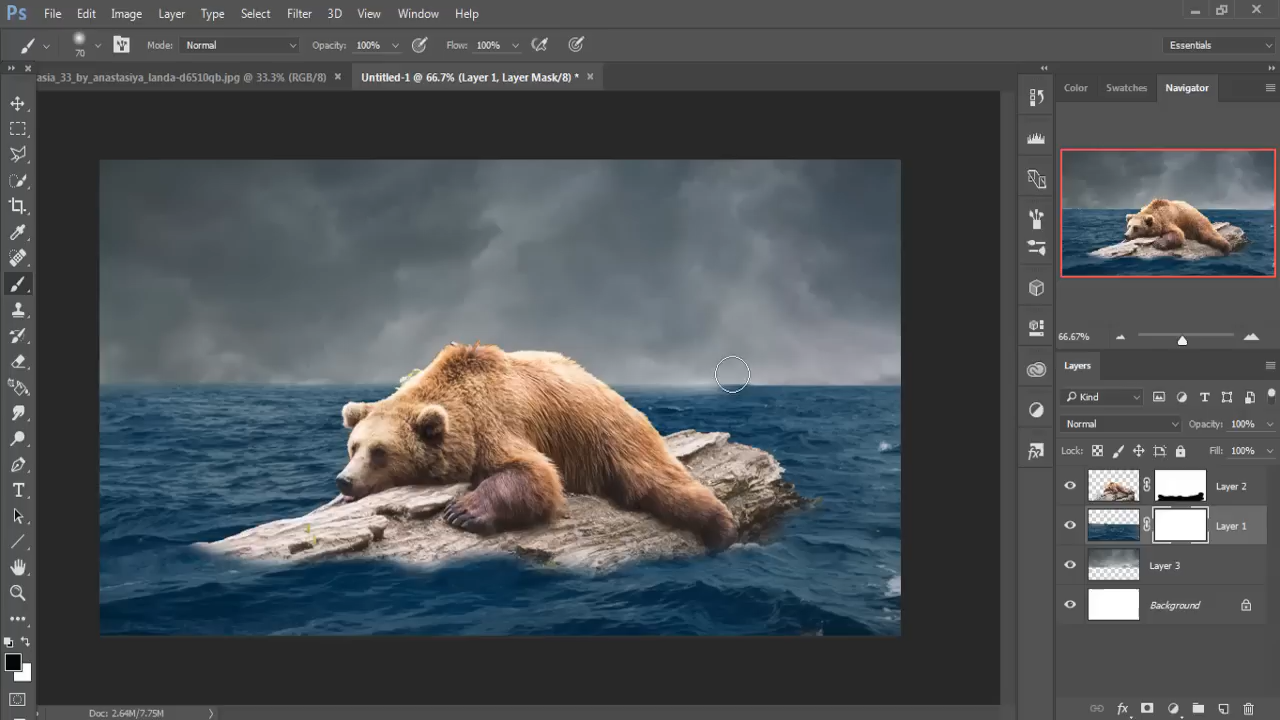 Ps File Edit Image Layer Type Select Filter 3D View Window Help
70 Mode: Normal Opacity: 100% Flow: 100% Essentials
asia_33_by_anastasiya_landa-d6510qb.jpg @ 33.3% (RGB/8) × Untitled-1 @ 66.7% (Layer 1, Layer Mask/8) * ×
Color Swatches Navigator
66.67%
Layers
Kind
Normal Opacity: 100%
Lock: Fill: 100%
Layer 2
Layer 1
Layer 3
Background
Doc: 2.64M/7.75M